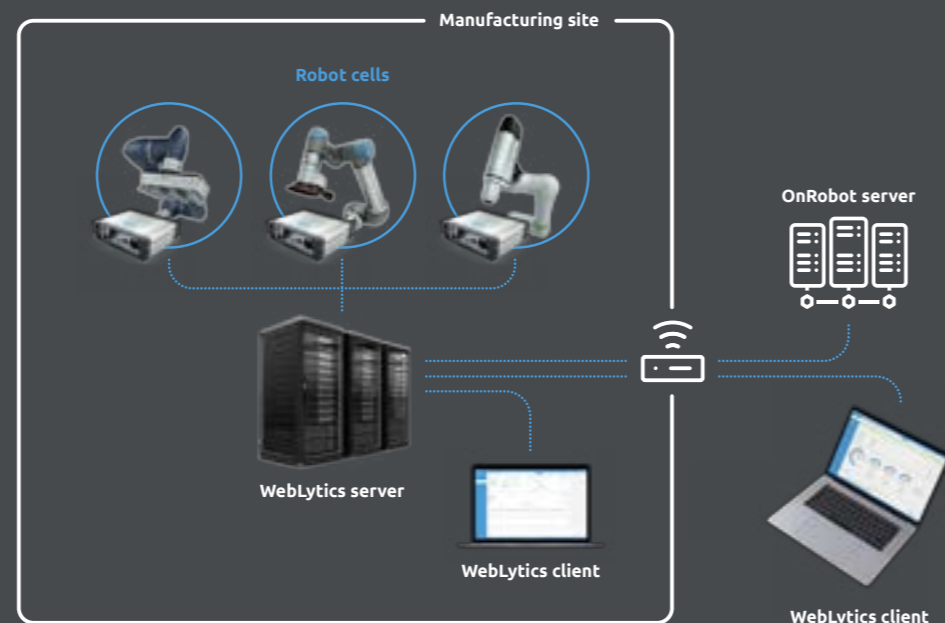 Manufacturing site
Robot cells
OnRobot server
WebLytics server
WebLytics client
WebLytics client